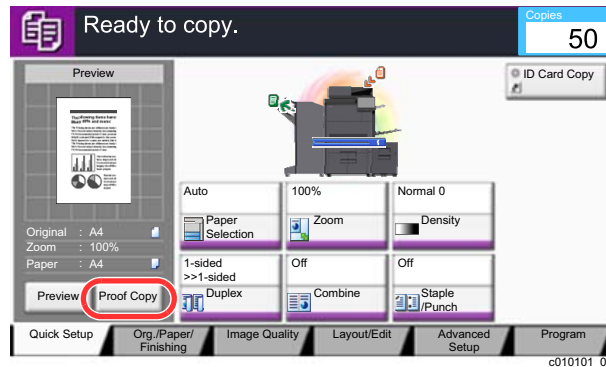 Ready to copy.
Copies
50
Preview
ID Card Copy
Original : A4
Zoom : 100%
Paper : A4
Preview
Proof Copy
Auto
Paper
Selection
100%
Zoom
Normal 0
Density
1-sided
>>1-sided
Duplex
Off
Combine
Off
Staple
/Punch
Quick Setup
Org./Paper/
Finishing
Image Quality
Layout/Edit
Advanced
Setup
Program
c010101_0